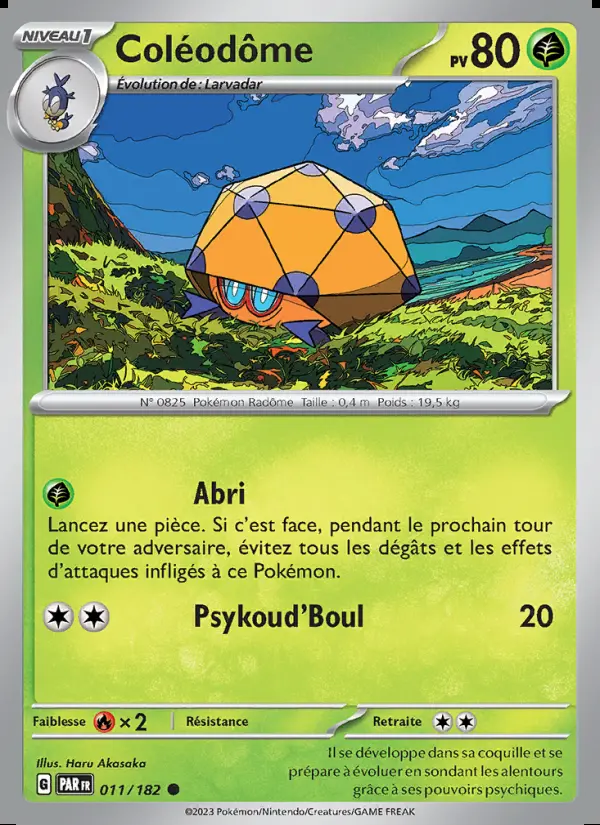 NIVEAU 1
Coléodôme
PV 80
Évolution de : Larvadar
N° 0825 Pokémon Radôme Taille : 0,4 m Poids : 19,5 kg
Abri
Lancez une pièce. Si c'est face, pendant le prochain tour
de votre adversaire, évitez tous les dégâts et les effets
d'attaques infligés à ce Pokémon.
Psykoud'Boul 20
Faiblesse ×2 Résistance Retraite
Illus. Haru Akasaka
Il se développe dans sa coquille et se
prépare à évoluer en sondant les alentours
grâce à ses pouvoirs psychiques.
G PAR FR 011/182
©2023 Pokémon/Nintendo/Creatures/GAME FREAK